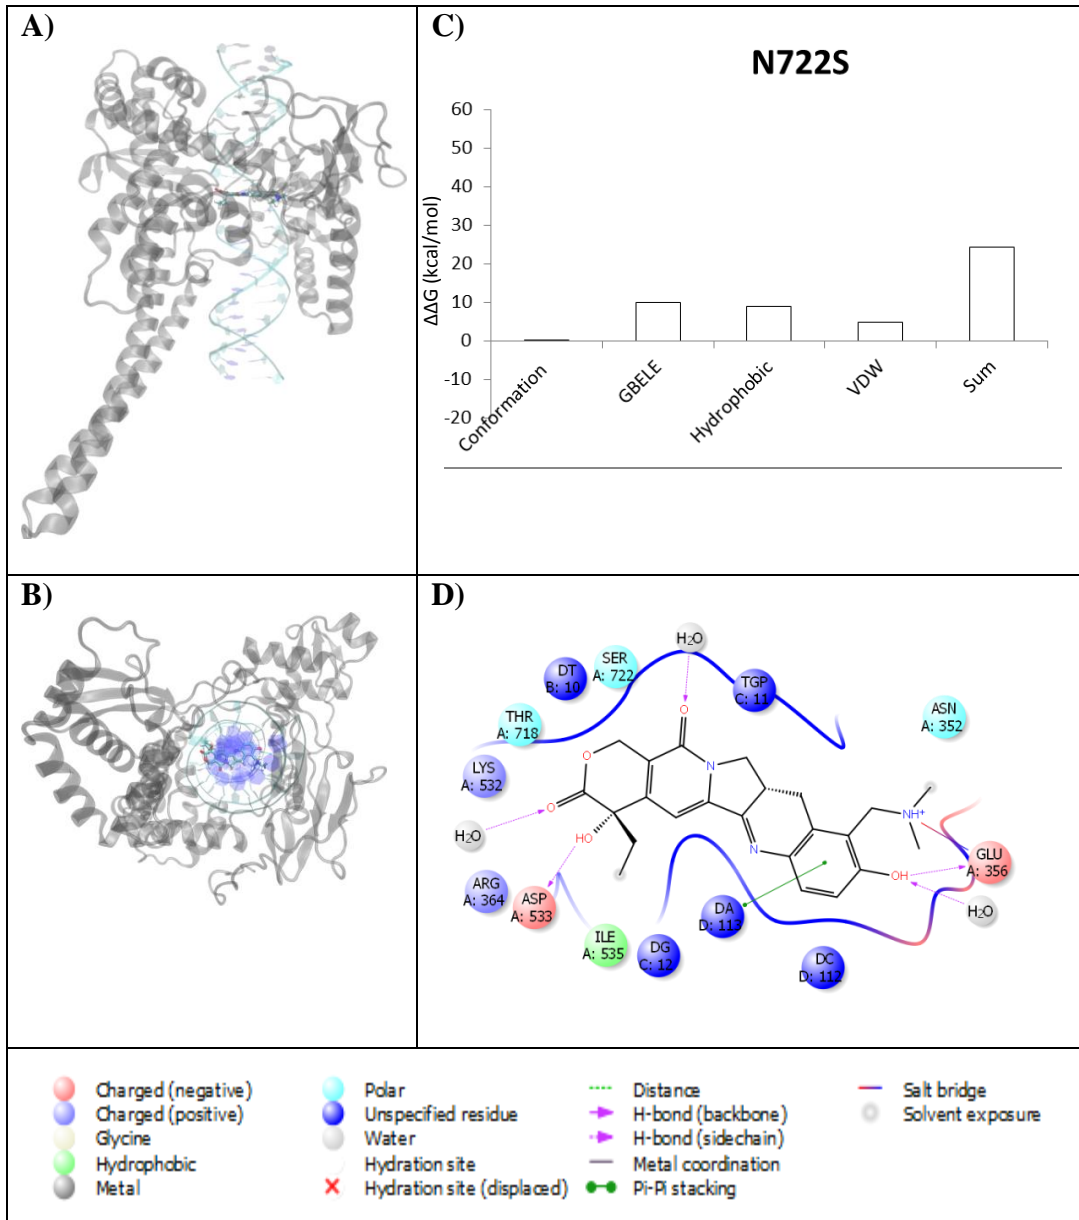 A)
C)
N722S
ΔΔG (kcal/mol)
60
50
40
30
20
10
0
-10
-20
Conformation
GBELE
Hydrophobic
VDW
Sum
B)
D)
H₂O
SER
A: 722
DT
B: 10
TGP
C: 11
ASN
A: 352
THR
A: 718
O
LYS
A: 532
O
N
O
NH⁺
H₂O
HO
N
GLU
A: 356
OH
ARG
A: 364
ASP
A: 533
DA
D: 113
H₂O
ILE
A: 535
DG
C: 12
DC
D: 112
Charged (negative)
Polar
Distance
Salt bridge
Charged (positive)
Unspecified residue
H-bond (backbone)
Solvent exposure
Glycine
Water
H-bond (sidechain)
Hydrophobic
Hydration site
Metal coordination
Metal
Hydration site (displaced)
Pi-Pi stacking